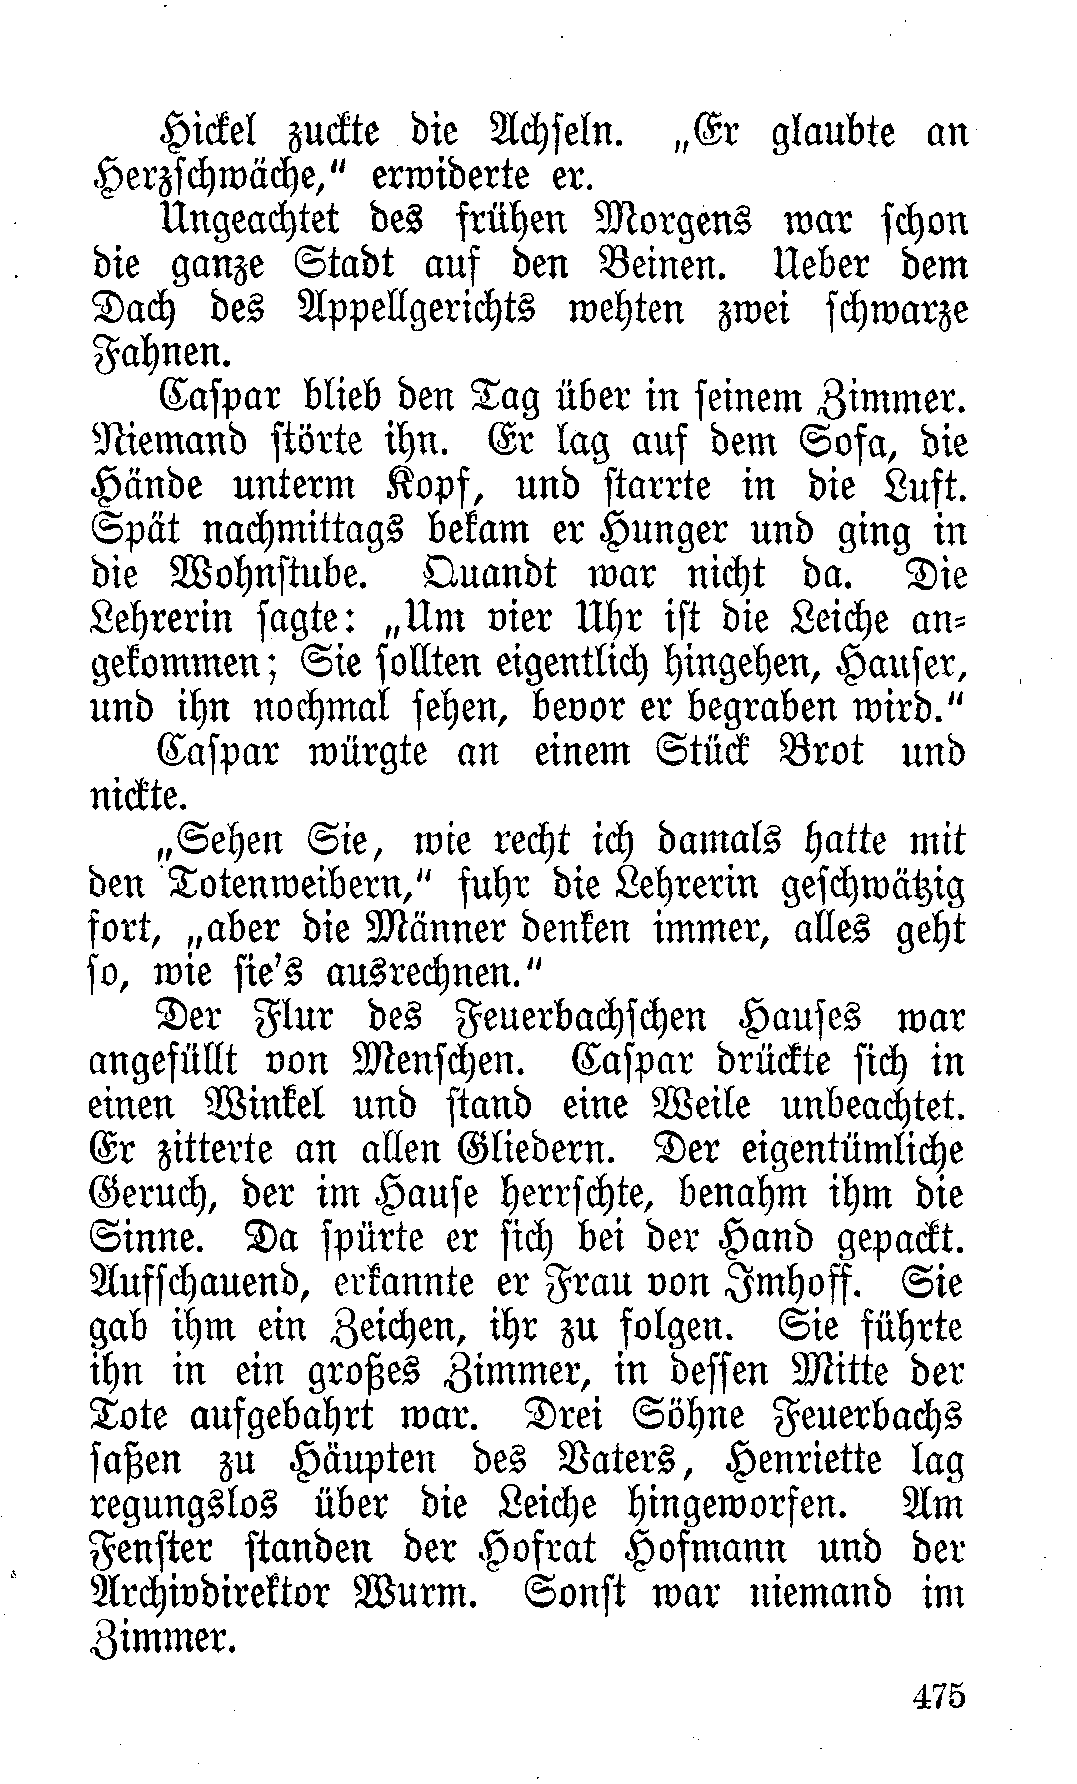 Hickel zuckte die Achseln. „Er glaubte an
Herzschwäche,“ erwiderte er.
Ungeachtet des frühen Morgens war schon
die ganze Stadt auf den Beinen. Ueber dem
Dach des Appellgerichts wehten zwei schwarze
Fahnen.
Caspar blieb den Tag über in seinem Zimmer.
Niemand störte ihn. Er lag auf dem Sofa, die
Hände unterm Kopf, und starrte in die Luft.
Spät nachmittags bekam er Hunger und ging in
die Wohnstube. Quandt war nicht da. Die
Lehrerin sagte: „Um vier Uhr ist die Leiche an-
gekommen; Sie sollten eigentlich hingehen, Hauser,
und ihn nochmal sehen, bevor er begraben wird.“
Caspar würgte an einem Stück Brot und
nickte.
„Sehen Sie, wie recht ich damals hatte mit
den Totenweibern,“ fuhr die Lehrerin geschwätzig
fort, „aber die Männer denken immer, alles geht
so, wie sie's ausrechnen.“
Der Flur des Feuerbachschen Hauses war
angefüllt von Menschen. Caspar drückte sich in
einen Winkel und stand eine Weile unbeachtet.
Er zitterte an allen Gliedern. Der eigentümliche
Geruch, der im Hause herrschte, benahm ihm die
Sinne. Da spürte er sich bei der Hand gepackt.
Aufschauend, erkannte er Frau von Imhoff. Sie
gab ihm ein Zeichen, ihr zu folgen. Sie führte
ihn in ein großes Zimmer, in dessen Mitte der
Tote aufgebahrt war. Drei Söhne Feuerbachs
saßen zu Häupten des Vaters, Henriette lag
regungslos über die Leiche hingeworfen. Am
Fenster standen der Hofrat Hofmann und der
Archivdirektor Wurm. Sonst war niemand im
Zimmer.
475